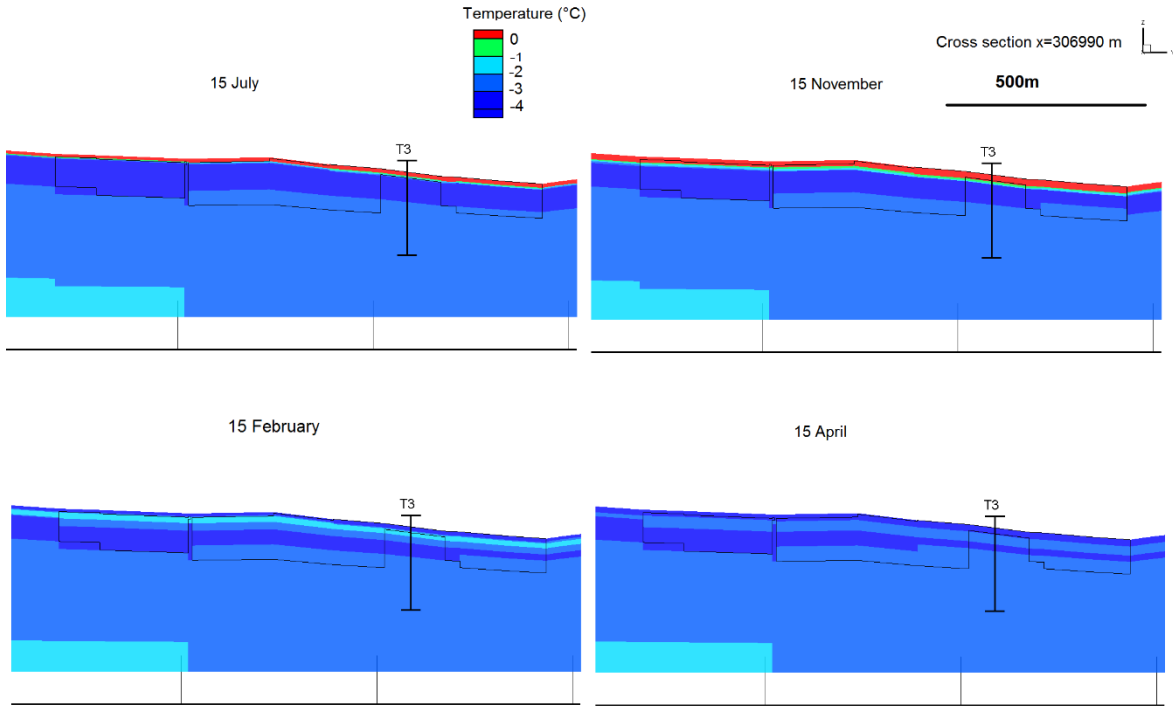 Temperature (°C)
0
-1
-2
-3
-4
Cross section x=306990 m
z
Y
15 July
15 November
500m
T3
T3
15 February
15 April
T3
T3